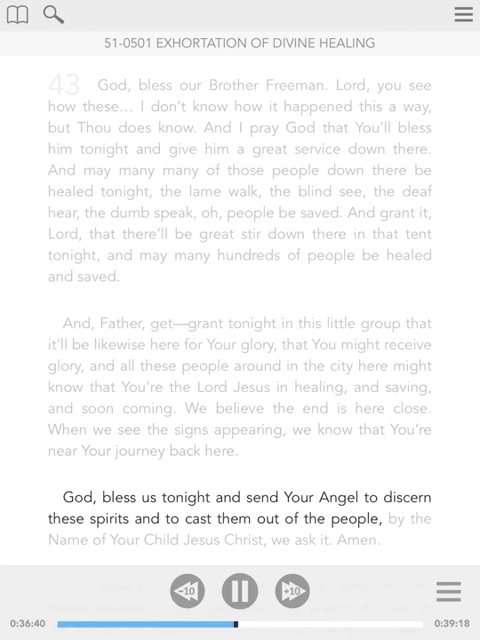 51-0501 EXHORTATION OF DIVINE HEALING
43 God, bless our Brother Freeman. Lord, you see
how these… I don't know how it happened this a way,
but Thou does know. And I pray God that You'll bless
him tonight and give him a great service down there.
And may many many of those people down there be
healed tonight, the lame walk, the blind see, the deaf
hear, the dumb speak, oh, people be saved. And grant it,
Lord, that there'll be great stir down there in that tent
tonight, and may many hundreds of people be healed
and saved.
And, Father, get—grant tonight in this little group that
it'll be likewise here for Your glory, that You might receive
glory, and all these people around in the city here might
know that You're the Lord Jesus in healing, and saving,
and soon coming. We believe the end is here close.
When we see the signs appearing, we know that You're
near Your journey back here.
God, bless us tonight and send Your Angel to discern
these spirits and to cast them out of the people, by the
Name of Your Child Jesus Christ, we ask it. Amen.
-10 +10
0:36:40 0:39:18